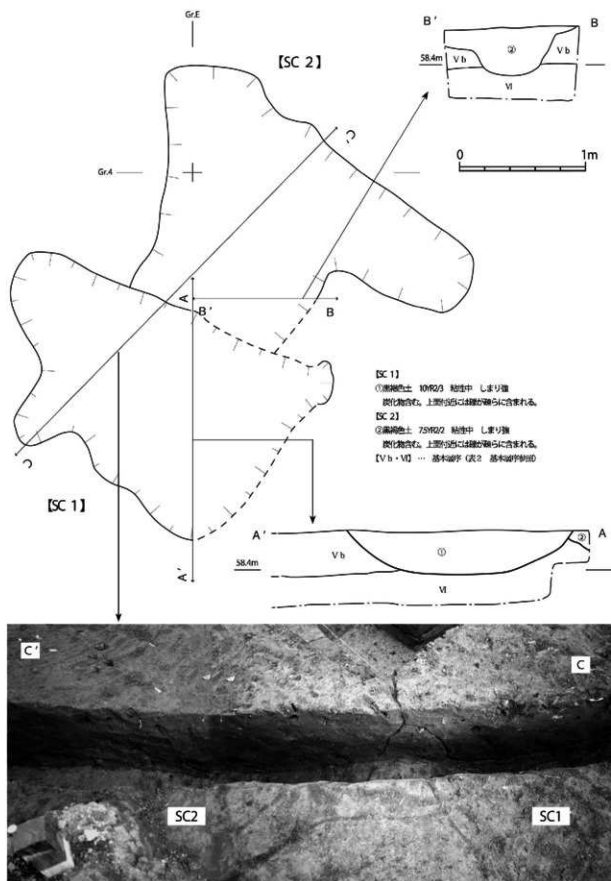 Gr.E
【SC 2】
C'
Gr.4
A
B'
B
C
【SC 1】
A'
B'
B
②
58.4m
Ⅴb
Ⅴb
Ⅵ
0
1m
[SC 1]
①黒褐色土 10YR2/3 粘性中 しまり強
炭化物含む。上面付近には礫が疎らに含まれる。
[SC 2]
②黒褐色土 7.5YR2/2 粘性中 しまり強
炭化物含む。上面付近には礫が疎らに含まれる。
【Ⅴb・Ⅵ】… 基本層序(表2 基本層序
A'
A
②
Ⅴb
①
58.4m
Ⅵ
C'
C
SC2
SC1